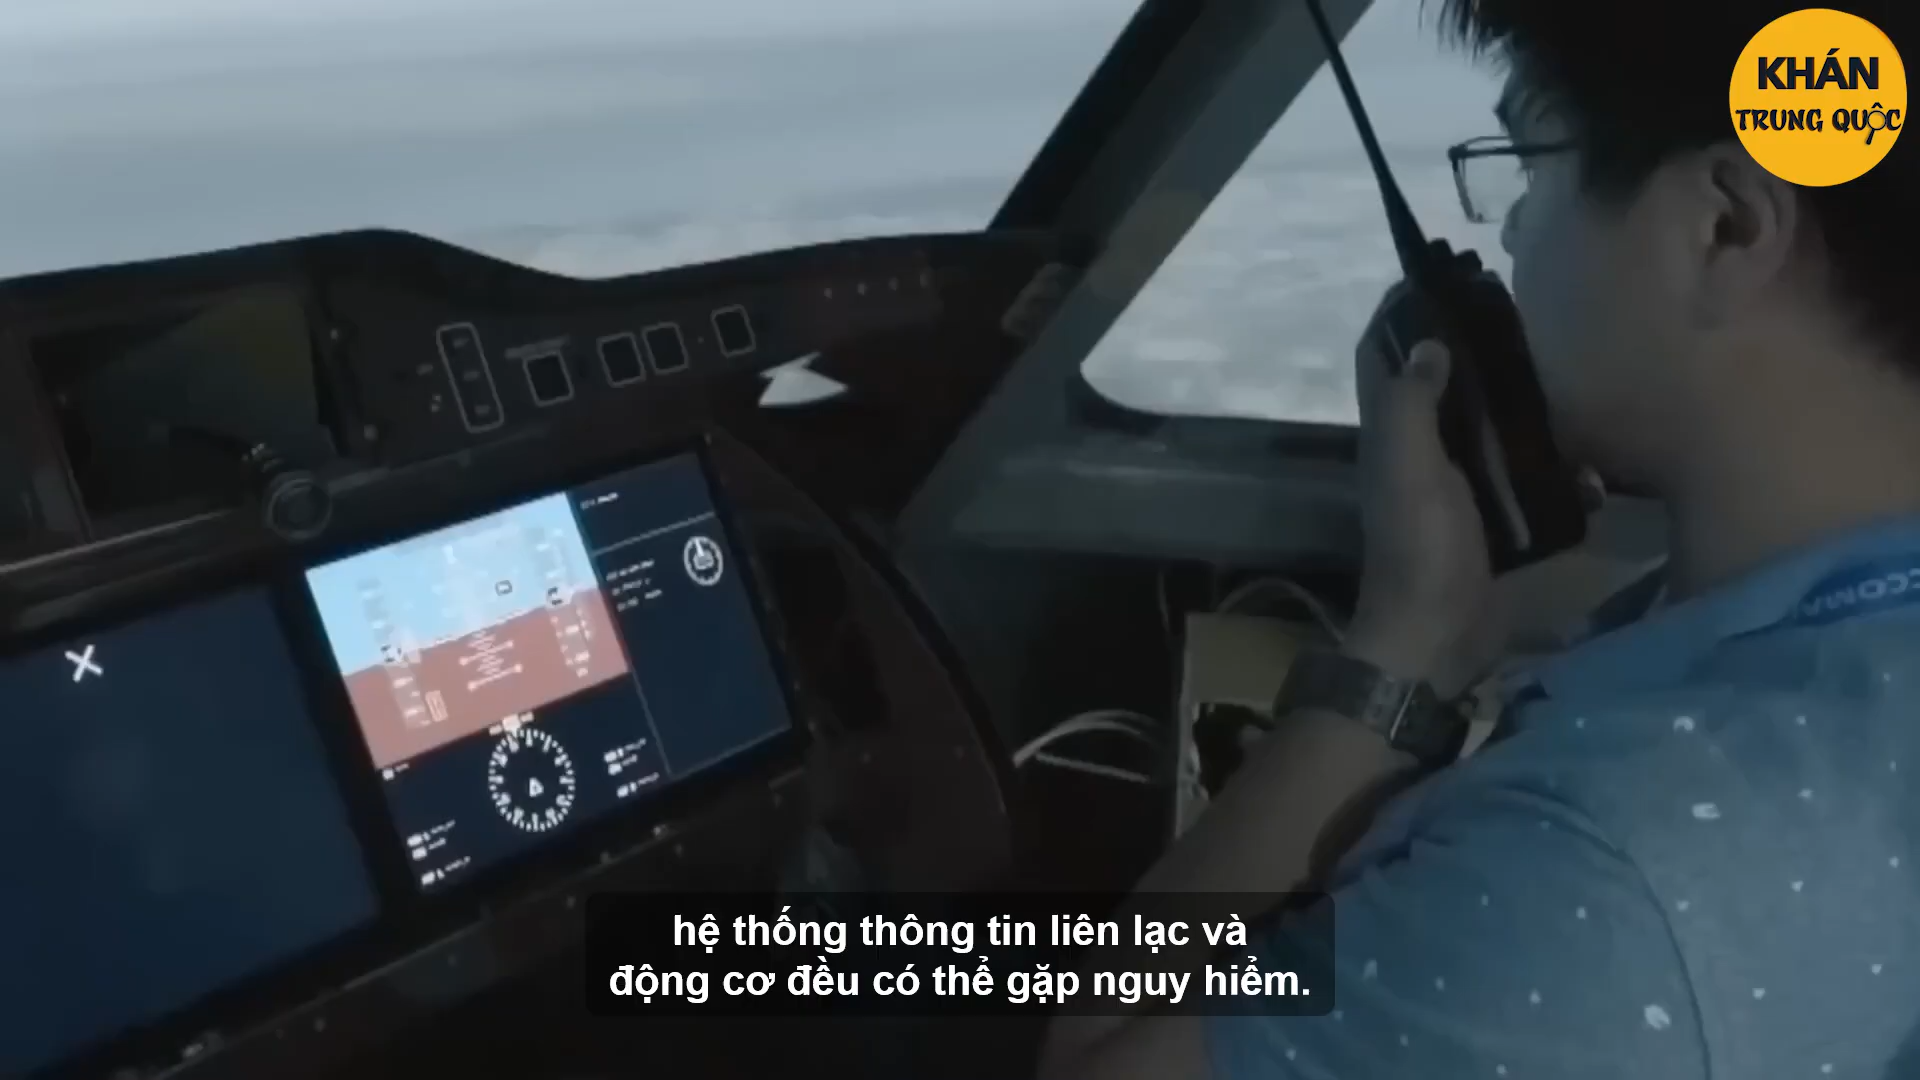 KHÁN
TRUNG QUỐC
hệ thống thông tin liên lạc và
động cơ đều có thể gặp nguy hiểm.